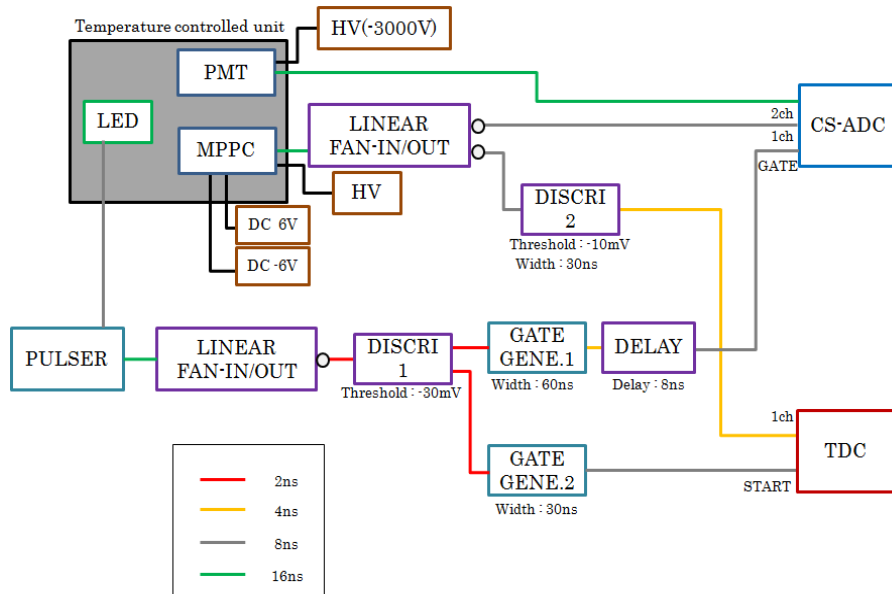 Temperature controlled unit
HV(-3000V)
PMT
LED
MPPC
LINEAR
FAN-IN/OUT
2ch
1ch
GATE
CS-ADC
HV
DISCRI
2
Threshold : -10mV
Width : 30ns
DC 6V
DC -6V
PULSER
LINEAR
FAN-IN/OUT
DISCRI
1
Threshold : -30mV
GATE
GENE.1
Width : 60ns
DELAY
Delay : 8ns
GATE
GENE.2
Width : 30ns
1ch
START
TDC
2ns
4ns
8ns
16ns